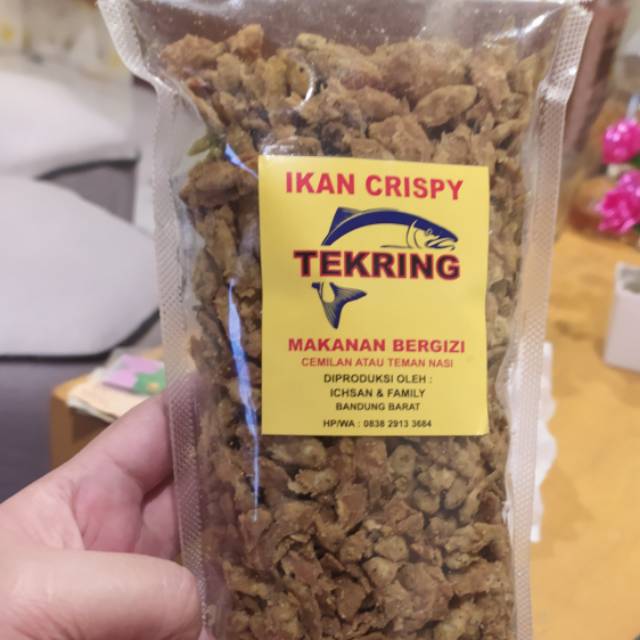 IKAN CRISPY
TEKRING
MAKANAN BERGIZI
CEMILAN ATAU TEMAN NASI
DIPRODUKSI OLEH :
ICHSAN & FAMILY
BANDUNG BARAT
HP/WA : 0838 2913 3684